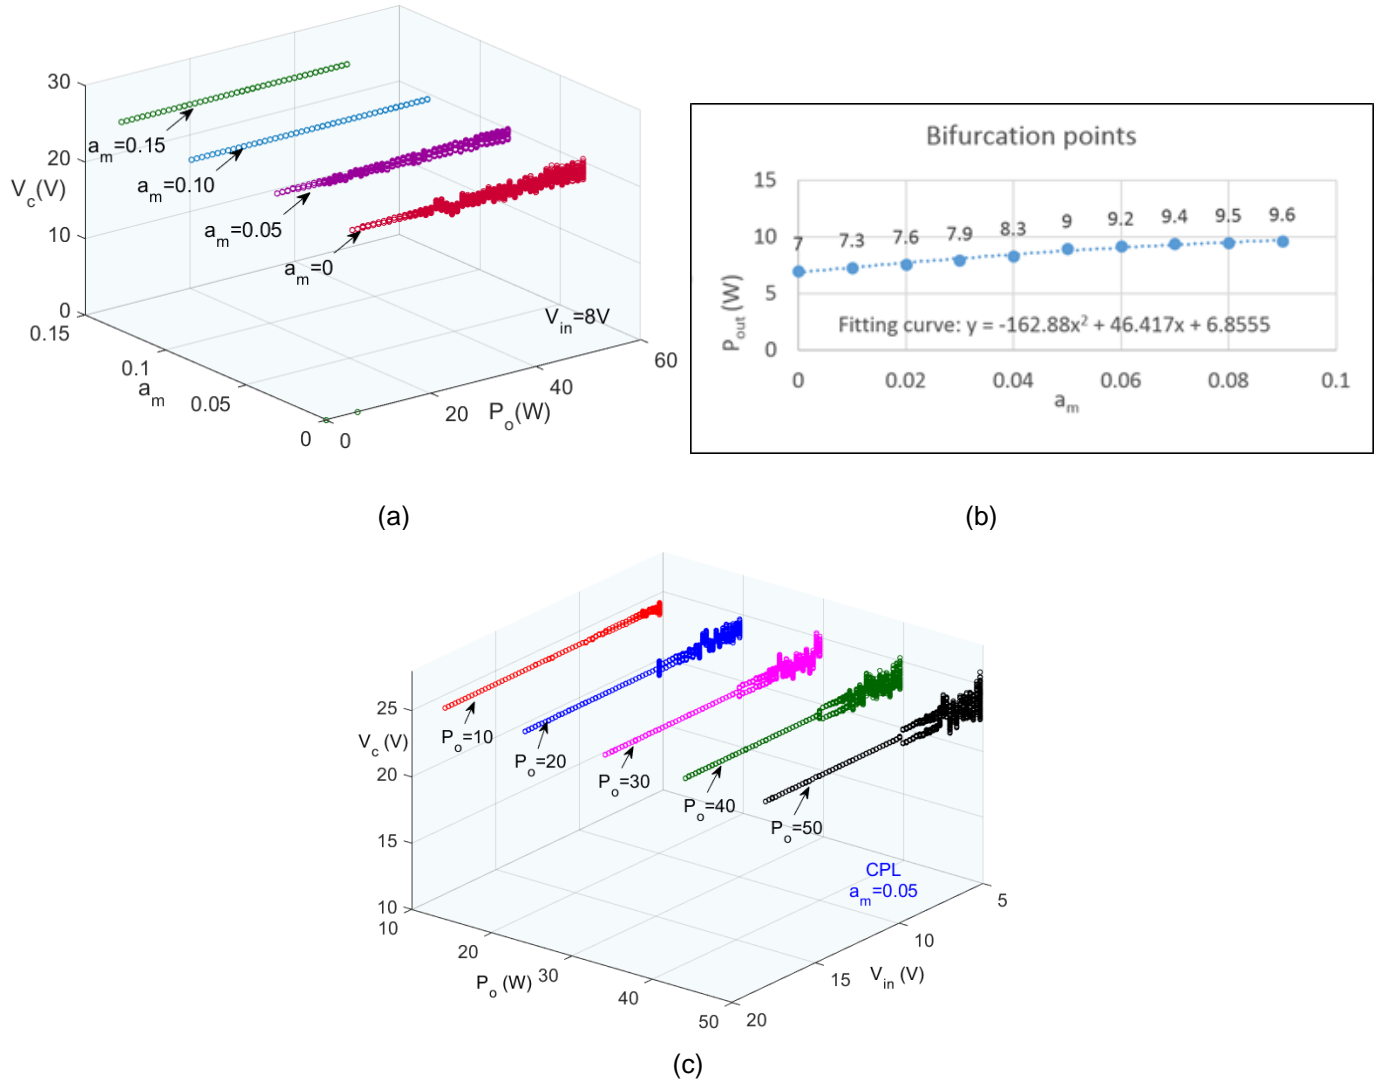 30
20
V_c(V)
10
0
0.15
0.1
a_m
0.05
0
0
20
P_o(W)
40
60
a_m=0.15
a_m=0.10
a_m=0.05
a_m=0
V_in=8V
(a)
Bifurcation points
15
10
5
0
P_out (W)
7
7.3
7.6
7.9
8.3
9
9.2
9.4
9.5
9.6
Fitting curve: y = -162.88x² + 46.417x + 6.8555
0
0.02
0.04
0.06
0.08
0.1
a_m
(b)
25
V_c (V)
20
15
10
10
20
P_o (W)
30
40
50
20
15
V_in (V)
10
5
P_o=10
P_o=20
P_o=30
P_o=40
P_o=50
CPL
a_m=0.05
(c)